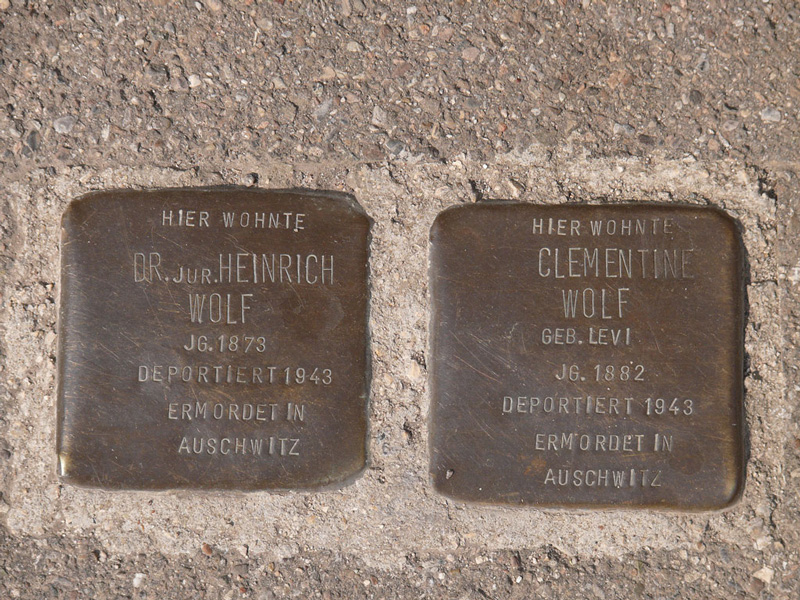 HIER WOHNTE
DR. JUR. HEINRICH
WOLF
JG. 1873
DEPORTIERT 1943
ERMORDET IN
AUSCHWITZ
HIER WOHNTE
CLEMENTINE
WOLF
GEB. LEVI
JG. 1882
DEPORTIERT 1943
ERMORDET IN
AUSCHWITZ